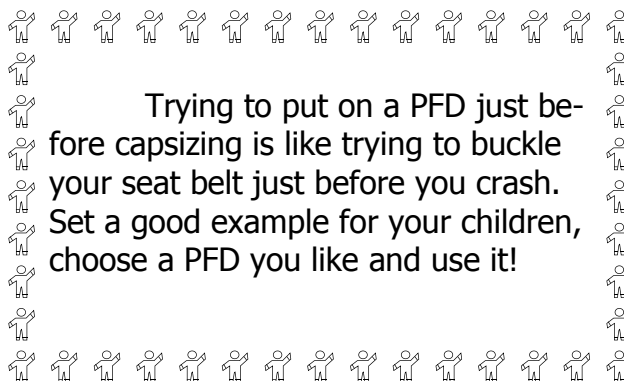 Trying to put on a PFD just be-
fore capsizing is like trying to buckle
your seat belt just before you crash.
Set a good example for your children,
choose a PFD you like and use it!